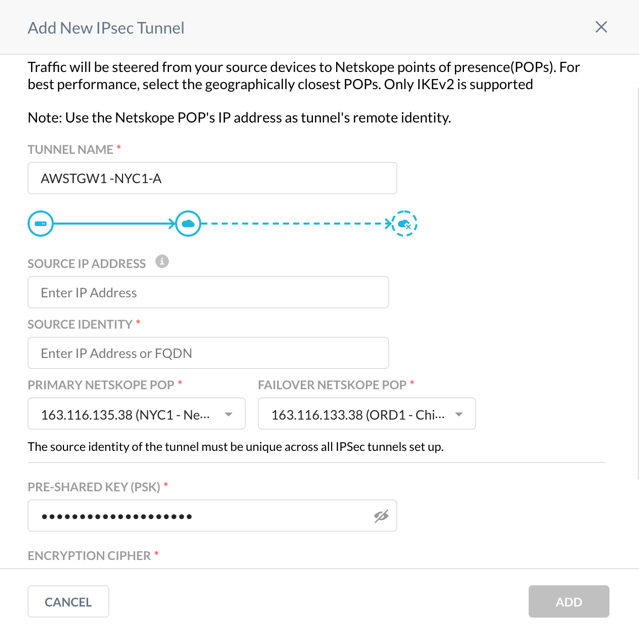 Add New IPsec Tunnel
Traffic will be steered from your source devices to Netskope points of presence(POPs). For
best performance, select the geographically closest POPs. Only IKEv2 is supported
Note: Use the Netskope POP's IP address as tunnel's remote identity.
TUNNEL NAME *
AWSTGW1 -NYC1-A
SOURCE IP ADDRESS
Enter IP Address
SOURCE IDENTITY *
Enter IP Address or FQDN
PRIMARY NETSKOPE POP * FAILOVER NETSKOPE POP *
163.116.135.38 (NYC1 - Ne... 163.116.133.38 (ORD1 - Chi...
The source identity of the tunnel must be unique across all IPSec tunnels set up.
PRE-SHARED KEY (PSK) *
••••••••••••••••••••
ENCRYPTION CIPHER *
CANCEL ADD